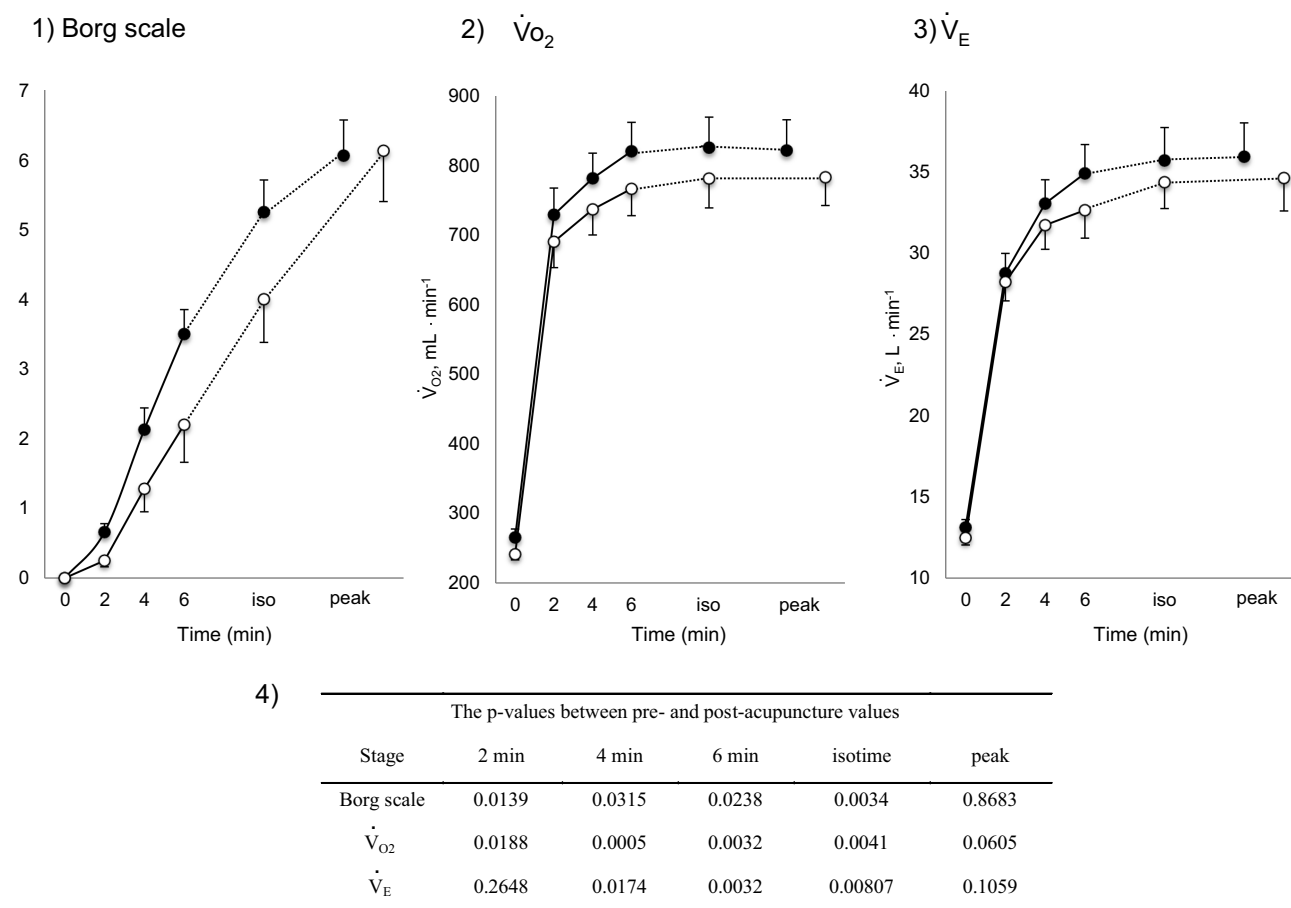 1) Borg scale
7
6
5
4
3
2
1
0
0 2 4 6 iso peak
Time (min)
2) V̇o₂
900
800
700
600
500
400
300
200
V̇O2, mL · min-1
0 2 4 6 iso peak
Time (min)
3) V̇E
40
35
30
25
20
15
10
V̇E, L · min-1
0 2 4 6 iso peak
Time (min)
4)
The p-values between pre- and post-acupuncture values
Stage 2 min 4 min 6 min isotime peak
Borg scale 0.0139 0.0315 0.0238 0.0034 0.8683
V̇O2 0.0188 0.0005 0.0032 0.0041 0.0605
V̇E 0.2648 0.0174 0.0032 0.00807 0.1059